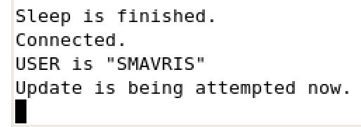 Sleep is finished.
Connected.
USER is "SMAVRIS"
Update is being attempted now.